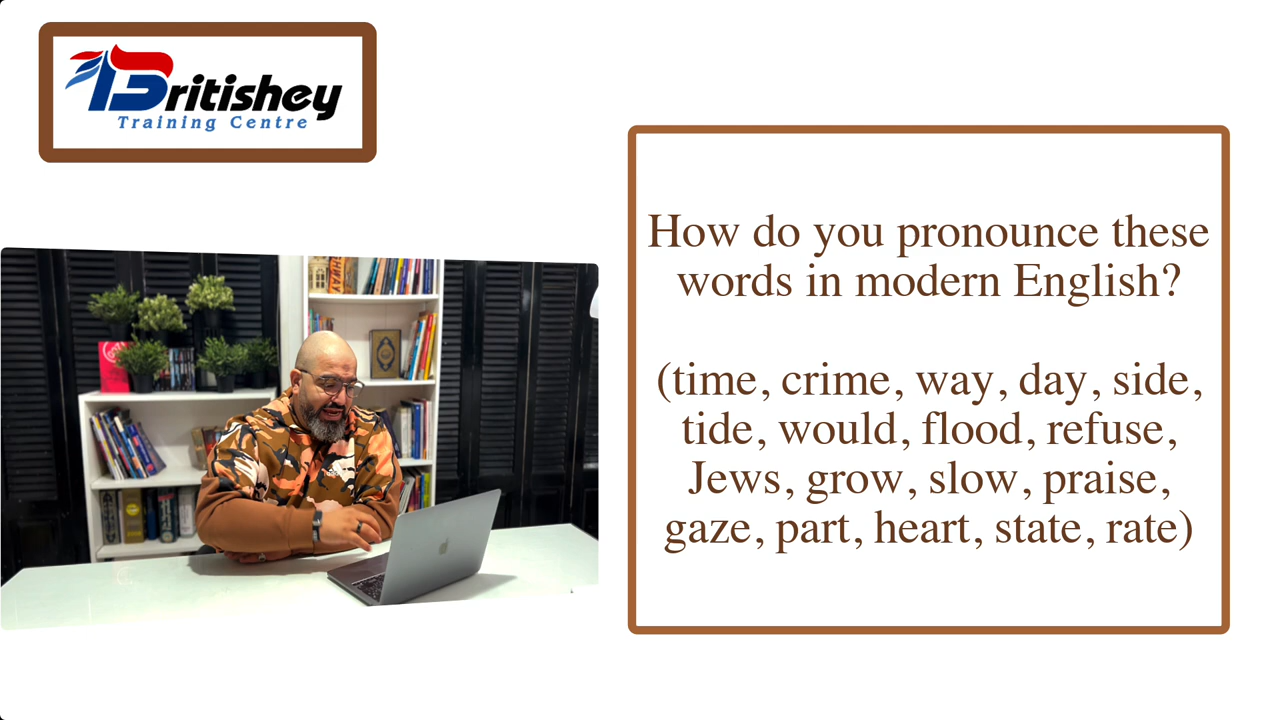 Britishey
Training Centre
How do you pronounce these
words in modern English?
(time, crime, way, day, side,
tide, would, flood, refuse,
Jews, grow, slow, praise,
gaze, part, heart, state, rate)